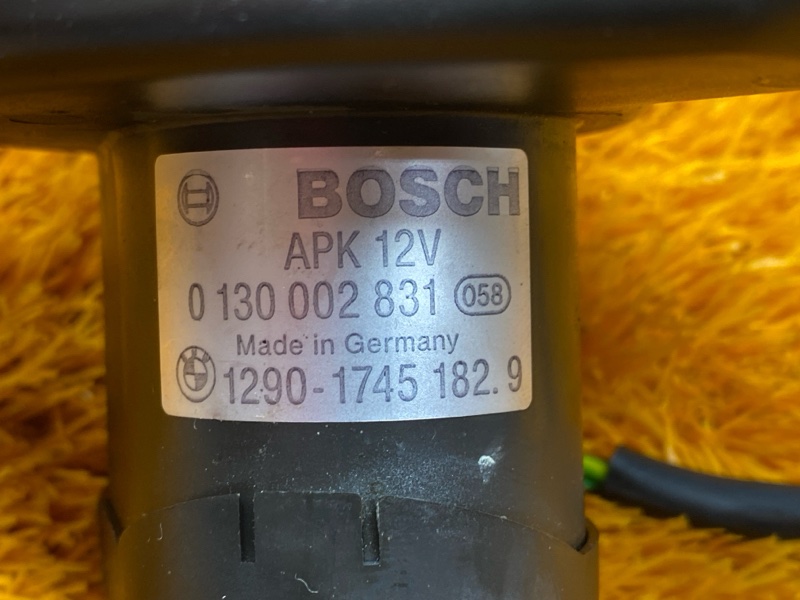 BOSCH
APK 12V
0 130 002 831 058
Made in Germany
1290-1745 182.9